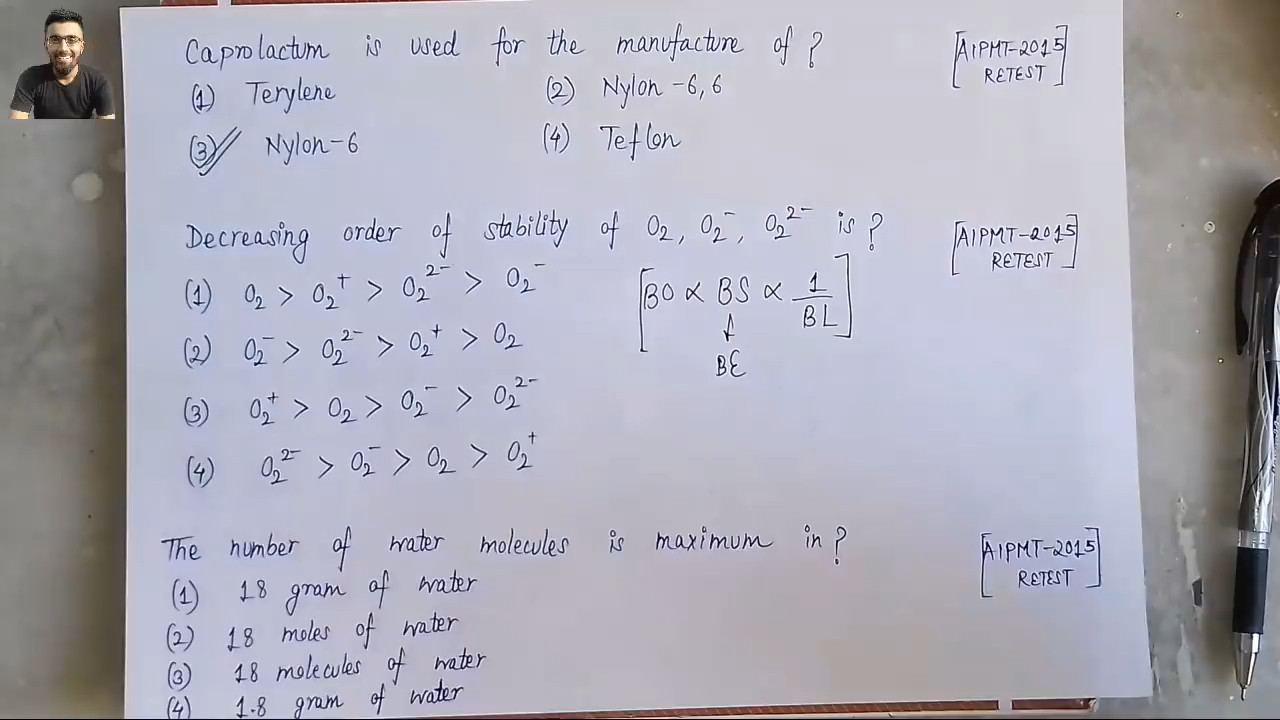 Caprolactum is used for the manufacture of ? [AIPMT-2015 RETEST]
(1) Terylene (2) Nylon-6,6
(3) Nylon-6 (4) Teflon
Decreasing order of stability of O₂, O₂⁻, O₂²⁻ is ? [AIPMT-2015 RETEST]
(1) O₂ > O₂⁺ > O₂²⁻ > O₂⁻
[BO ∝ BS ∝ 1/BL]
BE
(2) O₂⁻ > O₂²⁻ > O₂⁺ > O₂
(3) O₂⁺ > O₂ > O₂⁻ > O₂²⁻
(4) O₂²⁻ > O₂⁻ > O₂ > O₂⁺
The number of water molecules is maximum in ? [AIPMT-2015 RETEST]
(1) 18 gram of water
(2) 18 moles of water
(3) 18 molecules of water
(4) 1.8 gram of water